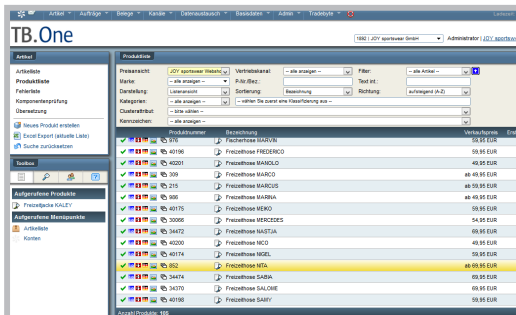 Artikel Aufträge Belege Kanäle Datenaustausch Basisdaten Admin Tradebyte
TB.One
1892 | JOY sportswear GmbH Administrator | JOY sportswe
Artikel
Artikelliste
Produktliste
Fehlerliste
Komponentenprüfung
Übersetzung
Neues Produkt erstellen
Excel Export (aktuelle Liste)
Suche zurücksetzen
Toolbox
Aufgerufene Produkte
Freizeitjacke KALEY
Aufgerufene Menüpunkte
Artikelliste
Konten
Produktliste
Preisansicht: JOY sportswear Websho Vertriebskanal -- alle anzeigen -- Filter: -- alle Artikel --
Marke: -- alle anzeigen -- P-Nr./Bez.: Text int.:
Darstellung: Listenansicht Sortierung: Bezeichnung Richtung aufsteigend (A-Z)
Kategorien: -- alle anzeigen -- -- wählen Sie zuerst eine Klassifizierung aus --
Clusterattribut: -- bitte wählen --
Kennzeichen: -- alle anzeigen --
Produktnummer Bezeichnung Verkaufspreis Erst
976 Fischerhose MARVIN 59,95 EUR
40196 Freizeithose FREDERICO 59,95 EUR
40201 Freizeithose MANOLO 49,95 EUR
309 Freizeithose MARCO ab 49,95 EUR
215 Freizeithose MARCUS ab 59,95 EUR
986 Freizeithose MARINA ab 49,95 EUR
40175 Freizeithose MEIKO 59,95 EUR
30066 Freizeithose MERCEDES 54,95 EUR
34472 Freizeithose NASTJA 69,95 EUR
40200 Freizeithose NICO 49,95 EUR
40174 Freizeithose NIGEL 59,95 EUR
852 Freizeithose NITA ab 59,95 EUR
34474 Freizeithose SABIA 69,95 EUR
34370 Freizeithose SALOME 69,95 EUR
40198 Freizeithose SAMY 59,95 EUR
Anzahl Produkte: 105